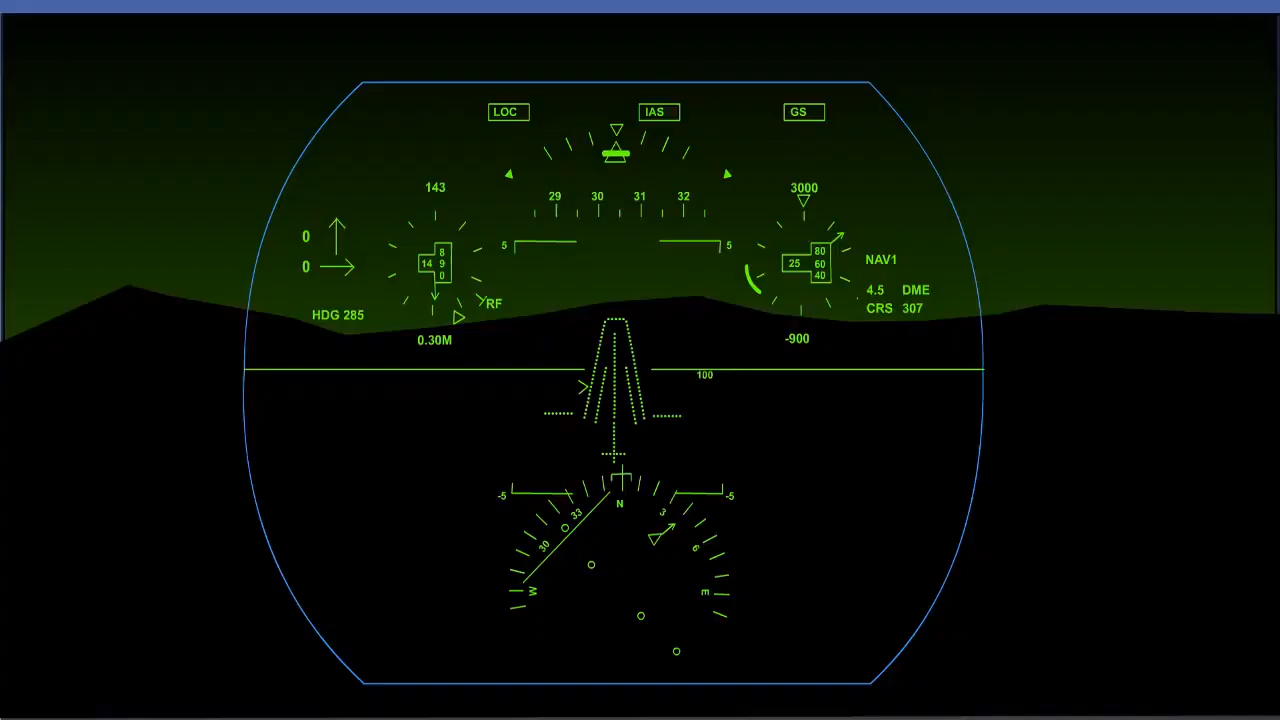 LOC IAS GS
143 3000
29 30 31 32
0 5 5
0 14 8 9 0 25 80 60 40 NAV1
4.5 DME
HDG 285 RF CRS 307
0.30M -900
100
-5 -5
N
33 3
30 6
W E